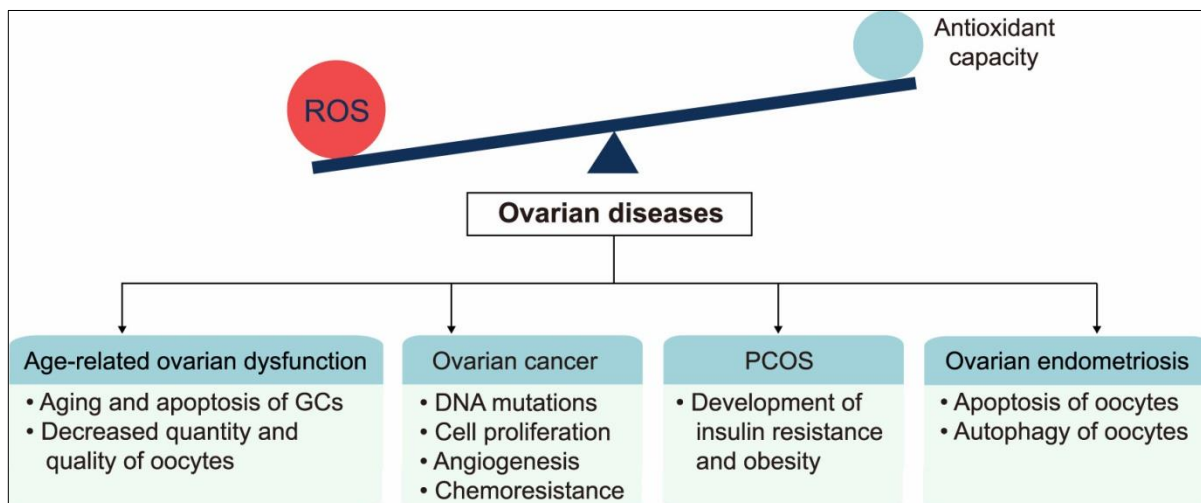 Antioxidant
capacity
ROS
Ovarian diseases
Age-related ovarian dysfunction
• Aging and apoptosis of GCs
• Decreased quantity and
quality of oocytes
Ovarian cancer
• DNA mutations
• Cell proliferation
• Angiogenesis
• Chemoresistance
PCOS
• Development of
insulin resistance
and obesity
Ovarian endometriosis
• Apoptosis of oocytes
• Autophagy of oocytes